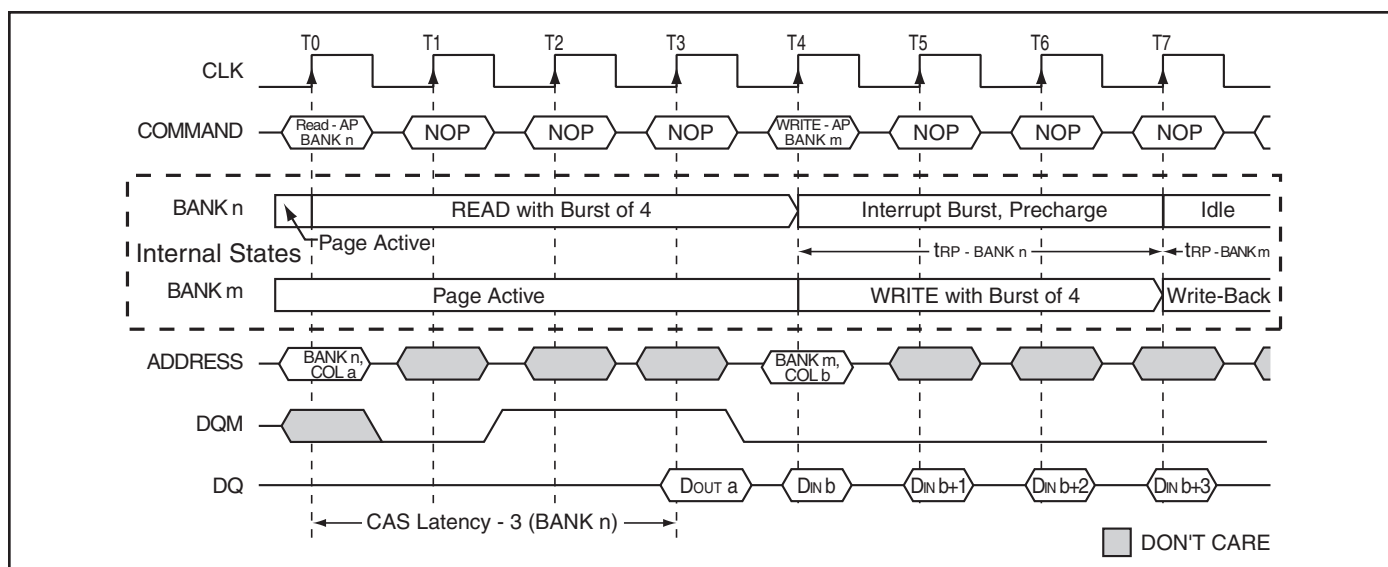 T0 T1 T2 T3 T4 T5 T6 T7
CLK
COMMAND Read - AP BANK n NOP NOP NOP WRITE - AP BANK m NOP NOP NOP
BANK n READ with Burst of 4 Interrupt Burst, Precharge Idle
Internal States Page Active tRP - BANK n tRP - BANK m
BANK m Page Active WRITE with Burst of 4 Write-Back
ADDRESS BANK n, COL a BANK m, COL b
DQM
DQ DOUT a DIN b DIN b+1 DIN b+2 DIN b+3
CAS Latency - 3 (BANK n)
DON'T CARE